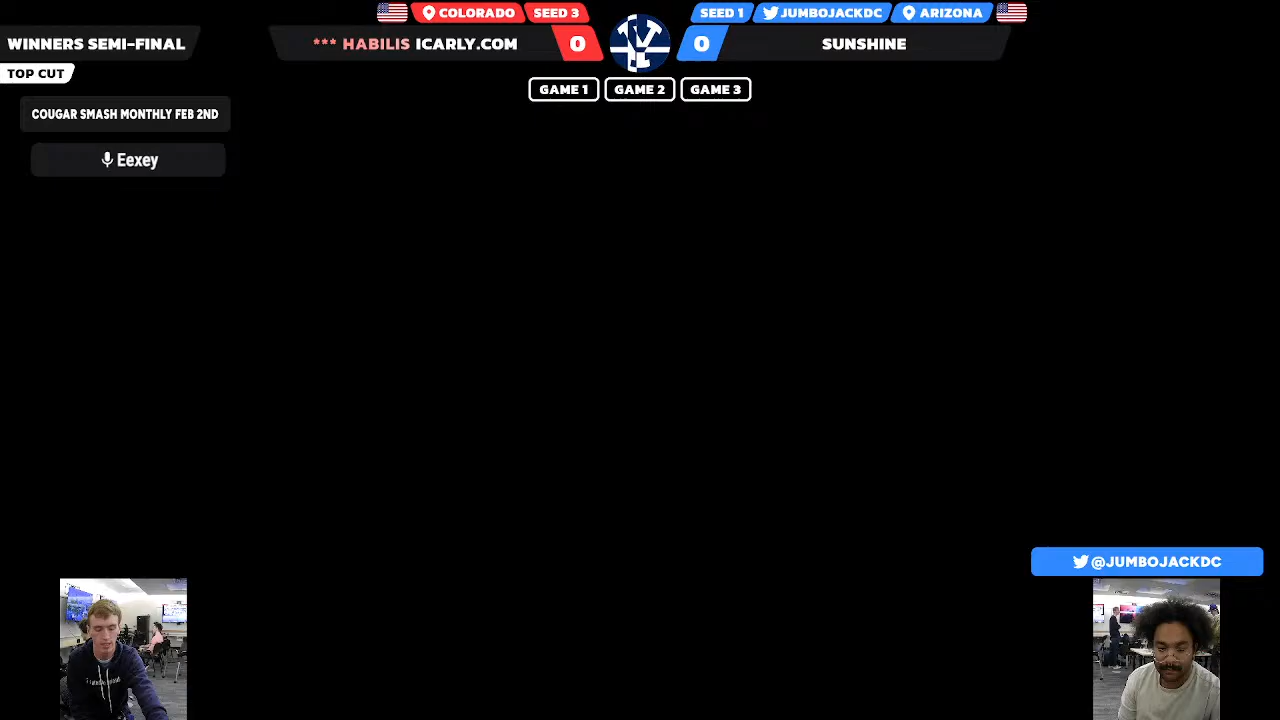 COLORADO SEED 3 SEED 1 JUMBOJACKDC ARIZONA
WINNERS SEMI-FINAL *** HABILIS ICARLY.COM 0 0 SUNSHINE
TOP CUT
GAME 1 GAME 2 GAME 3
COUGAR SMASH MONTHLY FEB 2ND
Eexey
@JUMBOJACKDC